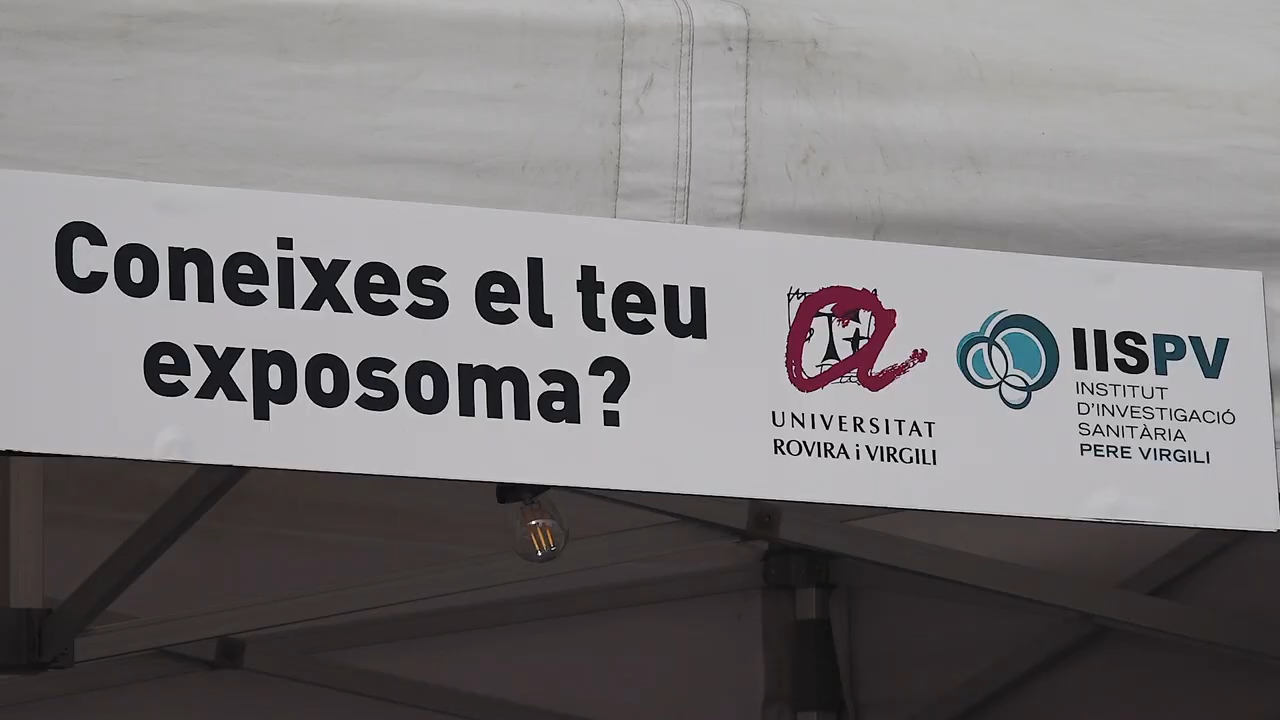 Coneixes el teu
exposoma?
UNIVERSITAT
ROVIRA i VIRGILI
IISPV
INSTITUT
D'INVESTIGACIÓ
SANITÀRIA
PERE VIRGILI